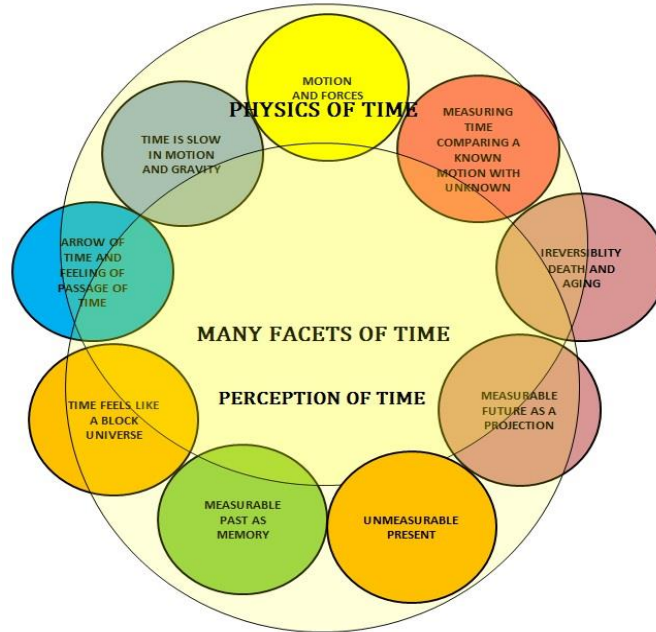 MOTION
AND FORCES
PHYSICS OF TIME
MEASURING
TIME
COMPARING A
KNOWN
MOTION WITH
UNKNOWN
TIME IS SLOW
IN MOTION
AND GRAVITY
ARROW OF
TIME AND
FEELING OF
PASSAGE OF
TIME
IREVERSIBLITY
DEATH AND
AGING
MANY FACETS OF TIME
PERCEPTION OF TIME
TIME FEELS LIKE
A BLOCK
UNIVERSE
MEASURABLE
FUTURE AS A
PROJECTION
MEASURABLE
PAST AS
MEMORY
UNMEASURABLE
PRESENT